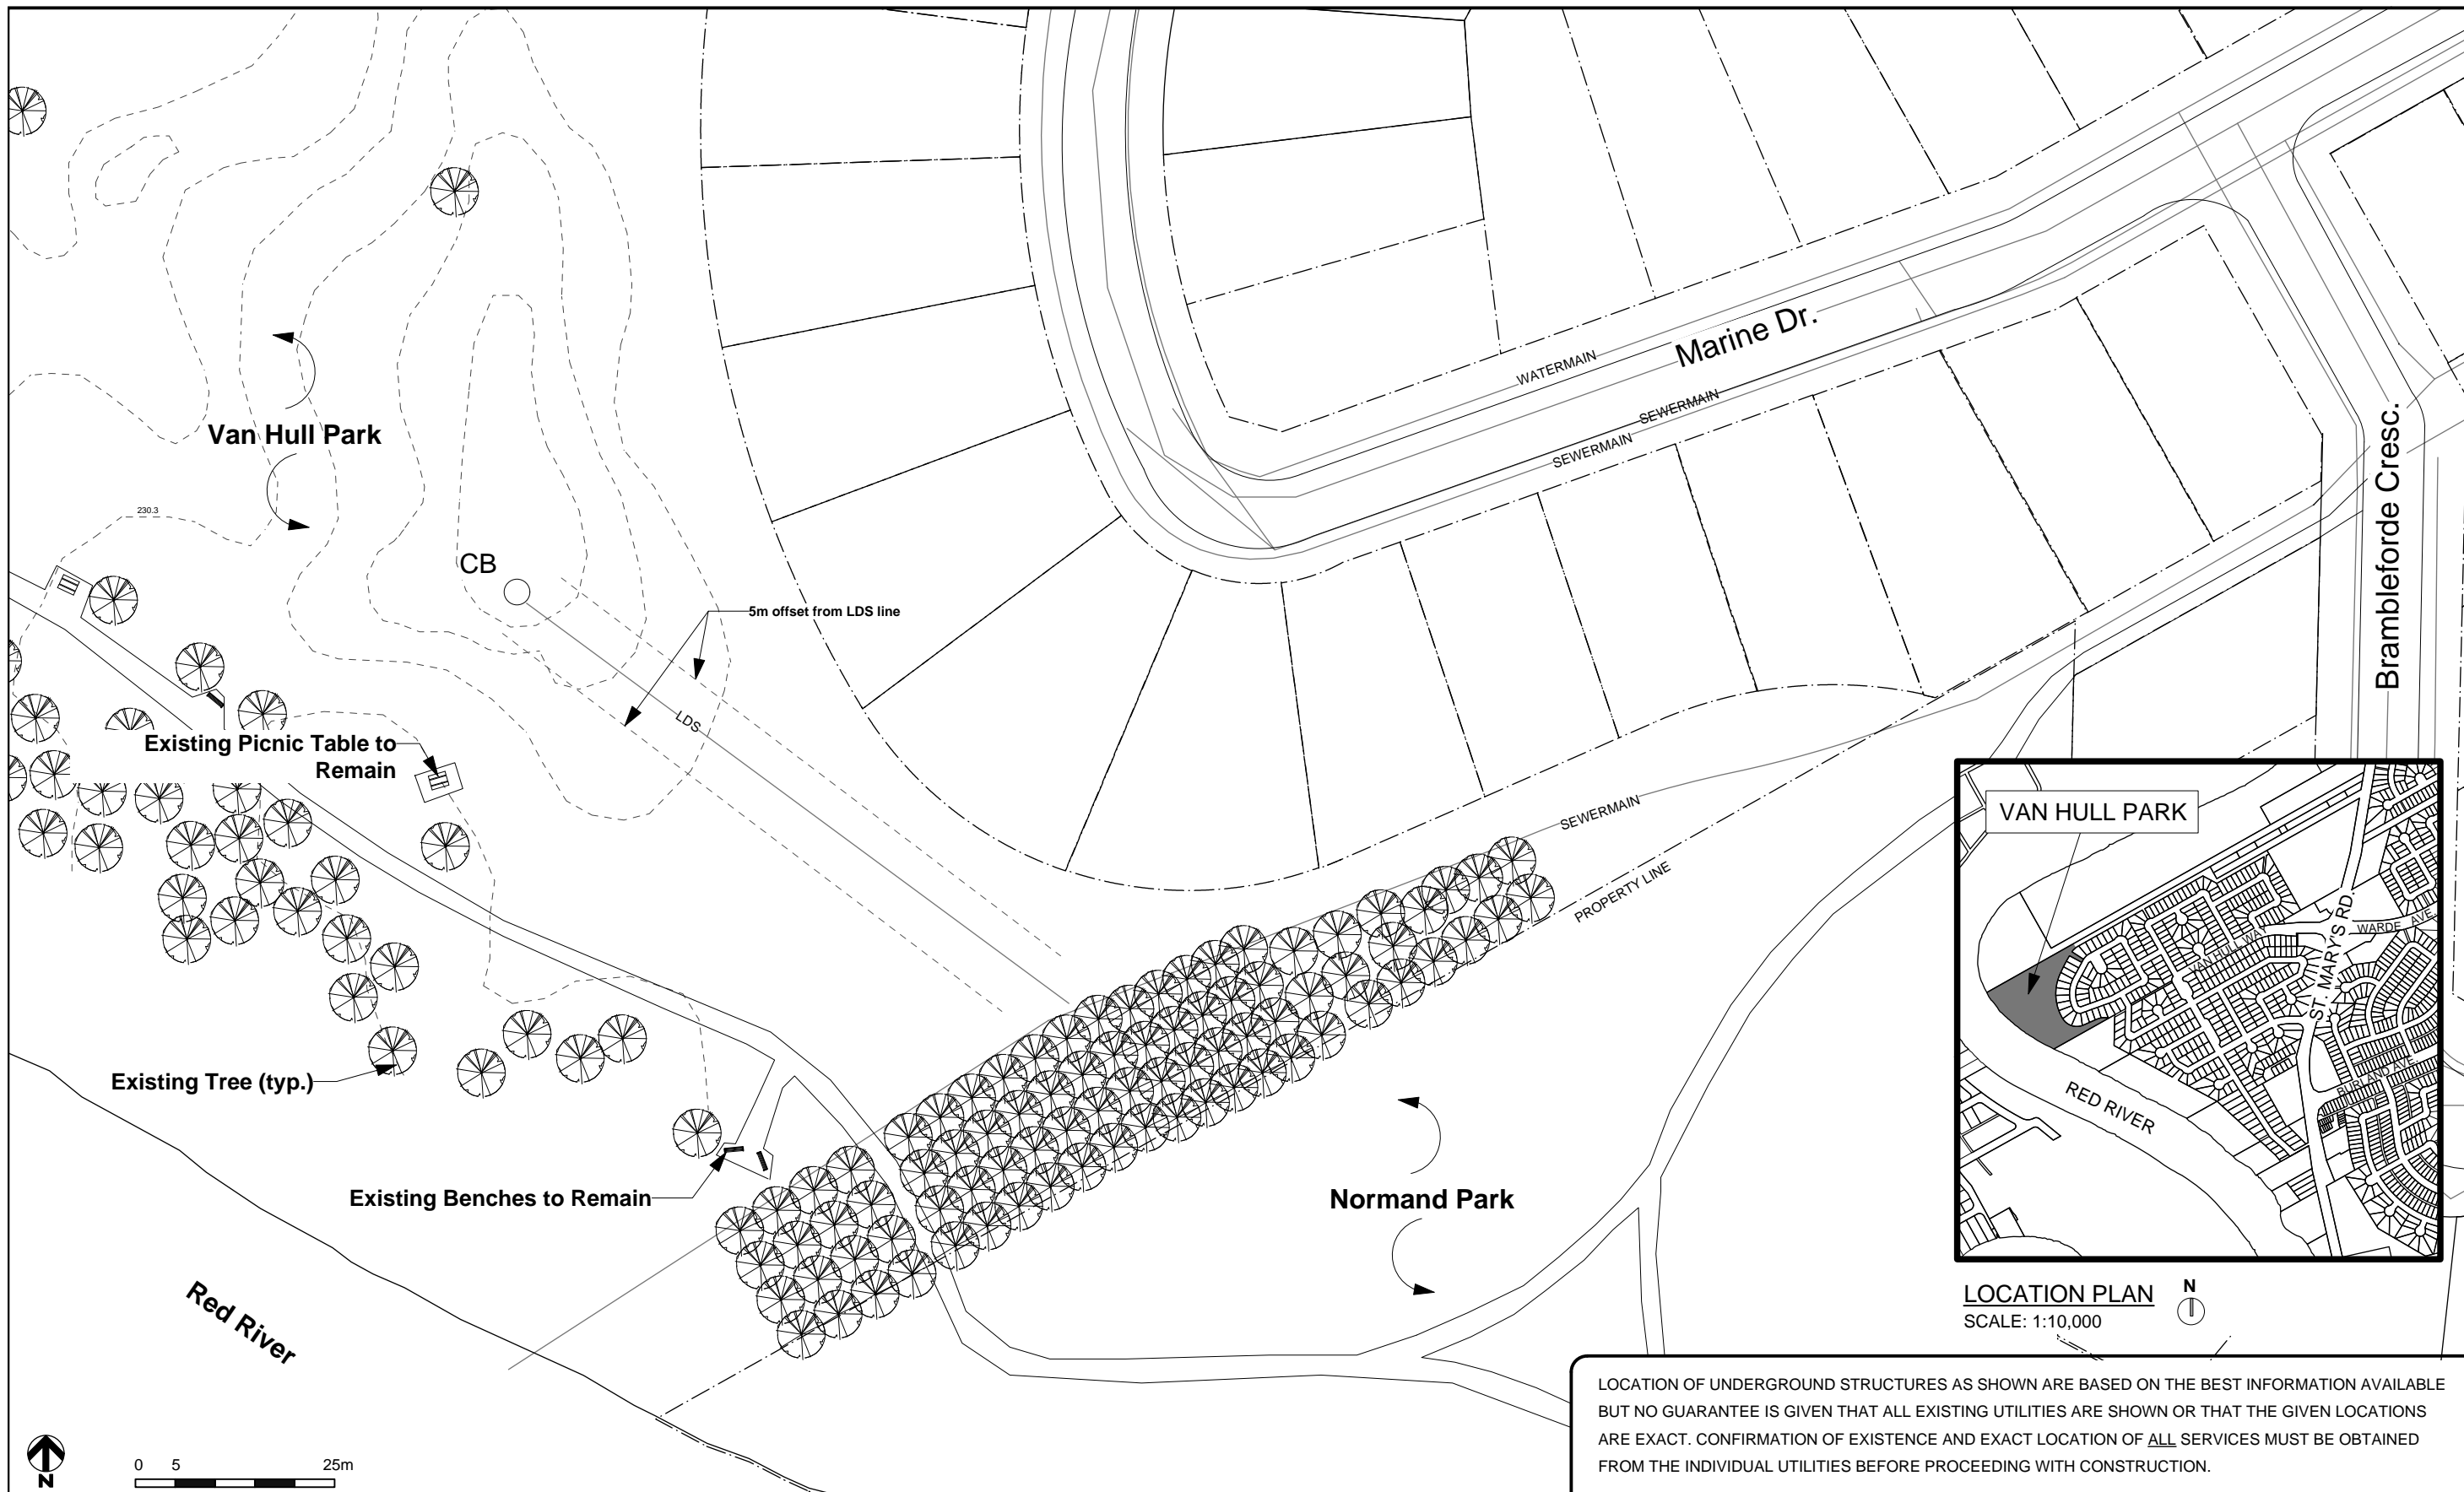 Marine Dr.
WATERMAIN
SEWERMAIN
SEWERMAIN
Brambleforde Cresc.
Van Hull Park
230.3
CB
5m offset from LDS line
LDS
Existing Picnic Table to
Remain
SEWERMAIN
PROPERTY LINE
Existing Tree (typ.)
Existing Benches to Remain
Normand Park
Red River
VAN HULL PARK
WARDE AVE.
VAN HULL WAY
ST. MARY'S RD.
RED RIVER
LOCATION PLAN
N
SCALE: 1:10,000
LOCATION OF UNDERGROUND STRUCTURES AS SHOWN ARE BASED ON THE BEST INFORMATION AVAILABLE
BUT NO GUARANTEE IS GIVEN THAT ALL EXISTING UTILITIES ARE SHOWN OR THAT THE GIVEN LOCATIONS
ARE EXACT. CONFIRMATION OF EXISTENCE AND EXACT LOCATION OF ALL SERVICES MUST BE OBTAINED
FROM THE INDIVIDUAL UTILITIES BEFORE PROCEEDING WITH CONSTRUCTION.
N
0 5 25m